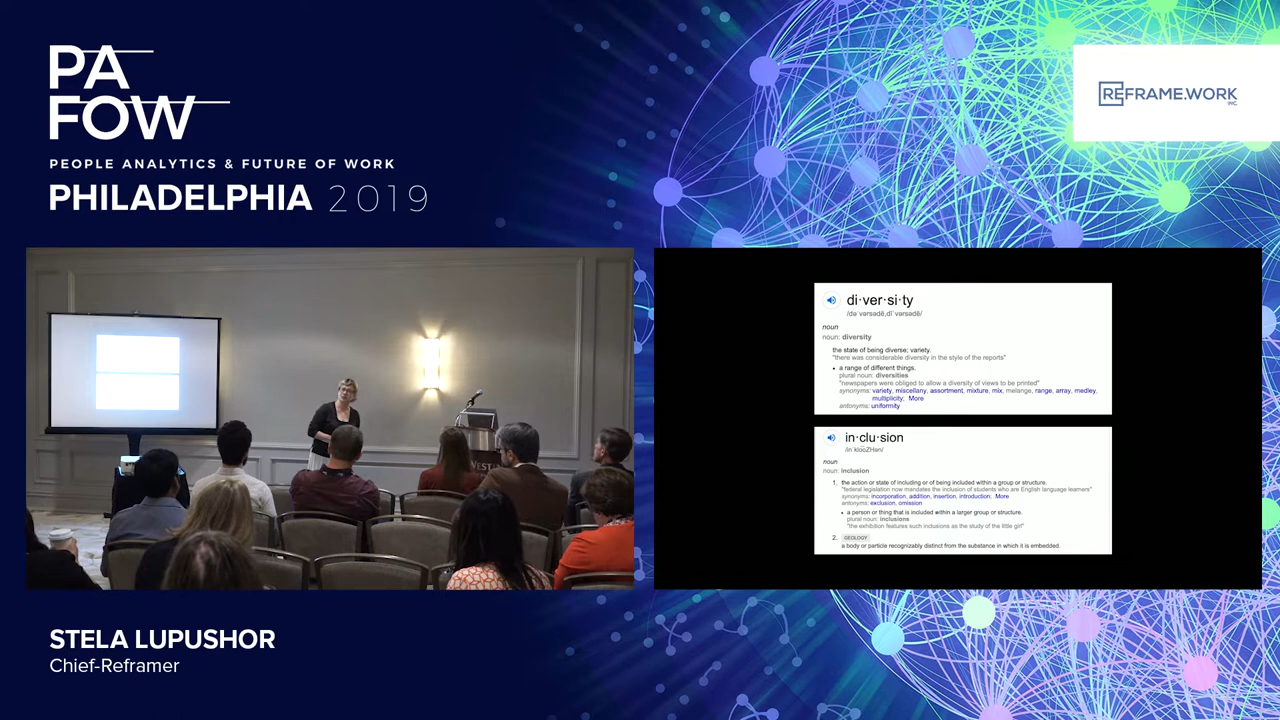 PA
FOW
PEOPLE ANALYTICS & FUTURE OF WORK
PHILADELPHIA 2019
REFRAME.WORK
INC.
di·ver·si·ty
/dəˈvərsədē,dīˈvərsədē/
noun
noun: diversity
the state of being diverse; variety.
"there was considerable diversity in the style of the reports"
• a range of different things.
plural noun: diversities
"newspapers were obliged to allow a diversity of views to be printed"
synonyms: variety, miscellany, assortment, mixture, mix, melange, range, array, medley,
multiplicity; More
antonyms: uniformity
in·clu·sion
/inˈklo͞oZHən/
noun
noun: inclusion
1. the action or state of including or of being included within a group or structure.
"federal legislation now mandates the inclusion of students who are English language learners"
synonyms: incorporation, addition, insertion, introduction; More
antonyms: exclusion, omission
• a person or thing that is included within a larger group or structure.
plural noun: inclusions
"the exhibition features such inclusions as the study of the little girl"
2. GEOLOGY
a body or particle recognizably distinct from the substance in which it is embedded.
STELA LUPUSHOR
Chief-Reframer